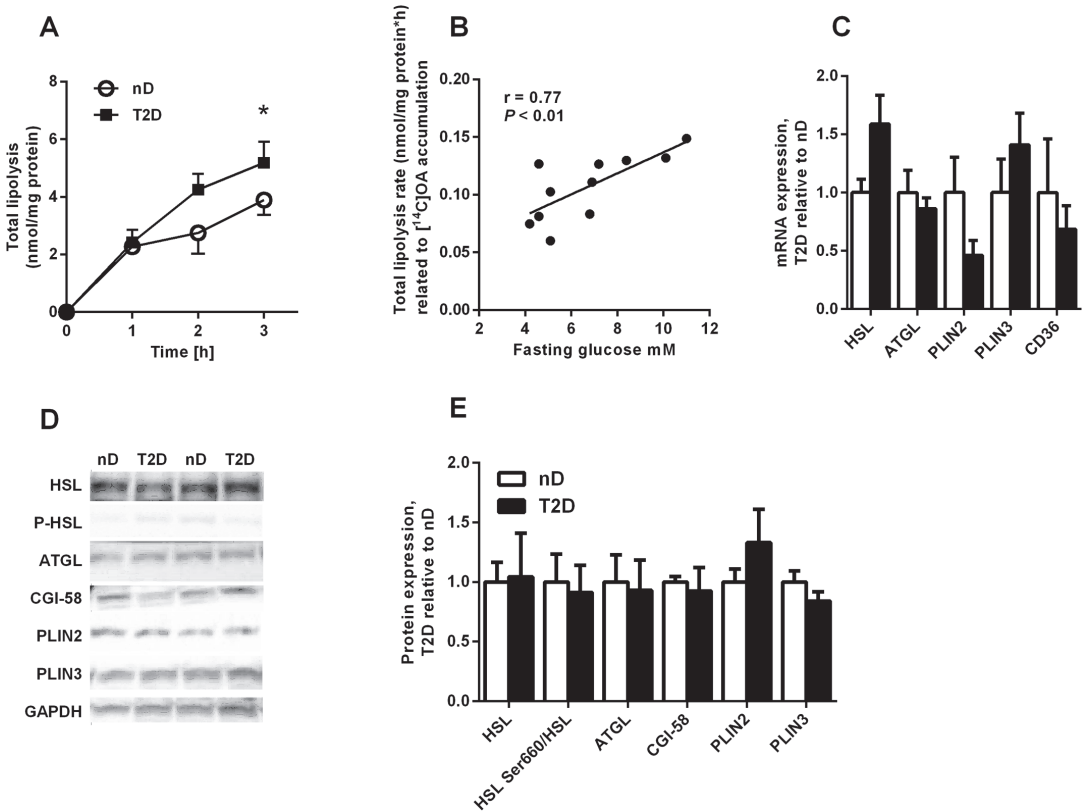 A
Total lipolysis
(nmol/mg protein)
8
6
4
2
0
nD
T2D
*
0 1 2 3
Time [h]
B
Total lipolysis rate (nmol/mg protein*h)
related to [¹⁴C]OA accumulation
0.20
0.15
0.10
0.05
0.00
r = 0.77
P < 0.01
2 4 6 8 10 12
Fasting glucose mM
C
mRNA expression,
T2D relative to nD
2.0
1.5
1.0
0.5
0.0
HSL
ATGL
PLIN2
PLIN3
CD36
D
nD T2D nD T2D
HSL
P-HSL
ATGL
CGI-58
PLIN2
PLIN3
GAPDH
E
Protein expression,
T2D relative to nD
2.0
1.5
1.0
0.5
0.0
nD
T2D
HSL
HSL Ser660/HSL
ATGL
CGI-58
PLIN2
PLIN3